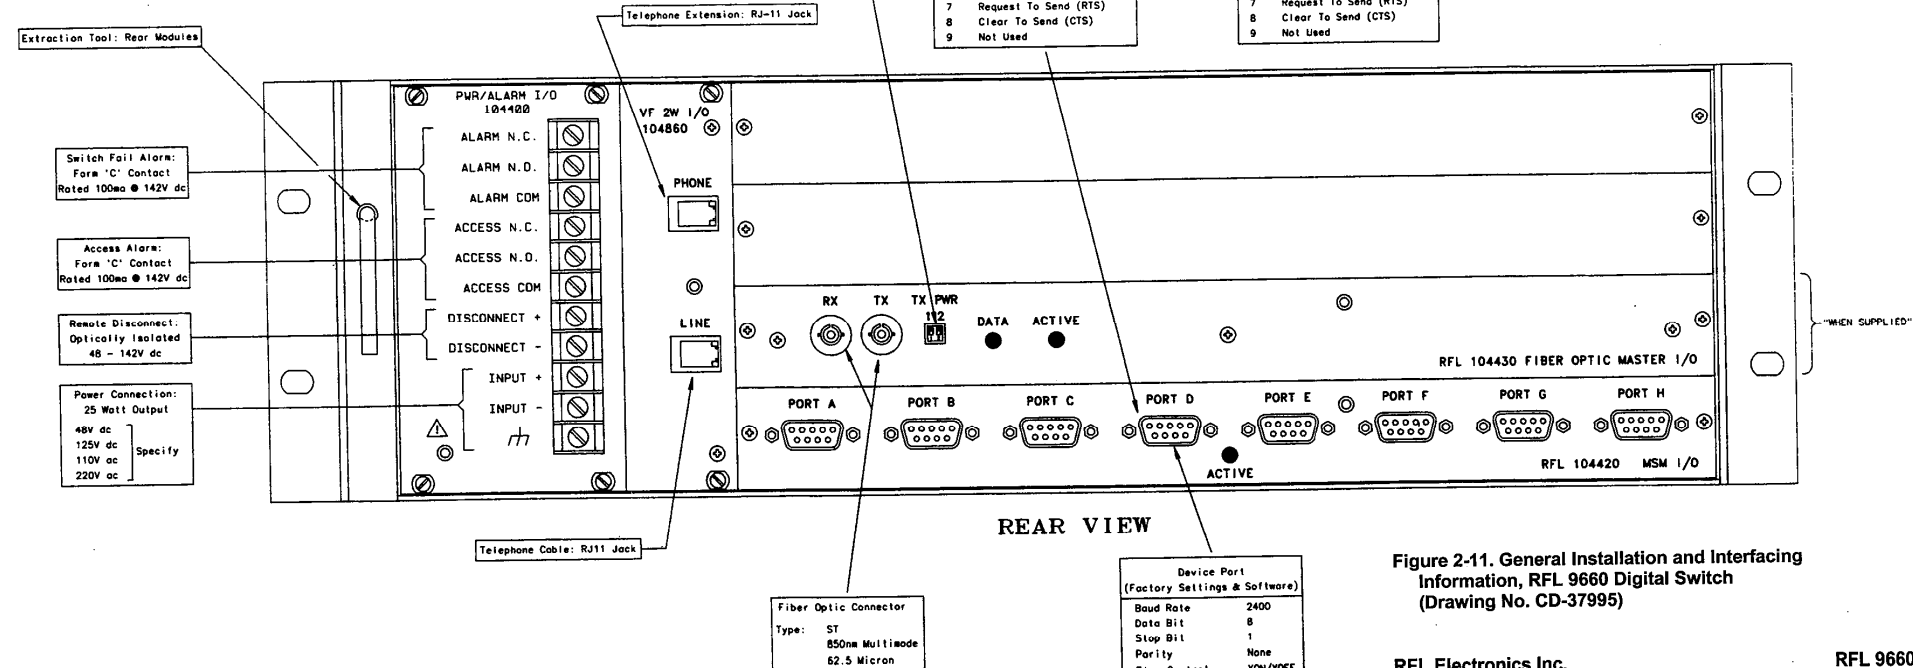 7 Request To Send (RTS)
8 Clear To Send (CTS)
9 Not Used
7 Request To Send (RTS)
8 Clear To Send (CTS)
9 Not Used
Telephone Extension: RJ-11 Jack
Extraction Tool: Rear Modules
PWR/ALARM I/O
104400
VF 2W I/O
104860
ALARM N.C.
ALARM N.O.
ALARM COM
ACCESS N.C.
ACCESS N.O.
ACCESS COM
DISCONNECT +
DISCONNECT -
INPUT +
INPUT -
Switch Fail Alarm:
Form 'C' Contact
Rated 100ma @ 142V dc
Access Alarm:
Form 'C' Contact
Rated 100ma @ 142V dc
Remote Disconnect:
Optically Isolated
48 - 142V dc
Power Connection:
25 Watt Output
48V dc
125V dc
110V ac
220V ac
Specify
PHONE
LINE
RX TX TX PWR
1 2
DATA ACTIVE
RFL 104430 FIBER OPTIC MASTER I/O
"WHEN SUPPLIED"
PORT A PORT B PORT C PORT D PORT E PORT F PORT G PORT H
ACTIVE
RFL 104420 MSM I/O
REAR VIEW
Telephone Cable: RJ11 Jack
Fiber Optic Connector
Type: ST
850nm Multimode
62.5 Micron
Device Port
(Factory Settings & Software)
Baud Rate 2400
Data Bit 8
Stop Bit 1
Parity None
XON/XOFF
Figure 2-11. General Installation and Interfacing
Information, RFL 9660 Digital Switch
(Drawing No. CD-37995)
RFL Electronics Inc.
RFL 9660